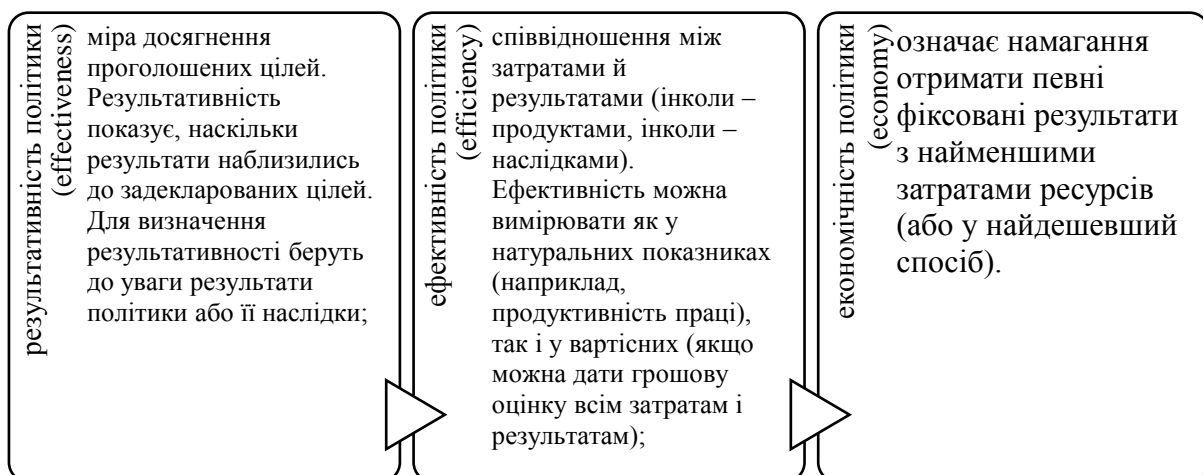 результативність політики
(effectiveness)
міра досягнення
проголошених цілей.
Результативність
показує, наскільки
результати наблизились
до задекларованих цілей.
Для визначення
результативності беруть
до уваги результати
політики або її наслідки;
ефективність політики
(efficiency)
співвідношення між
затратами й
результатами (інколи –
продуктами, інколи –
наслідками).
Ефективність можна
вимірювати як у
натуральних показниках
(наприклад,
продуктивність праці),
так і у вартісних (якщо
можна дати грошову
оцінку всім затратам і
результатам);
економічність політики
(economy)
означає намагання
отримати певні
фіксовані результати
з найменшими
затратами ресурсів
(або у найдешевший
спосіб).